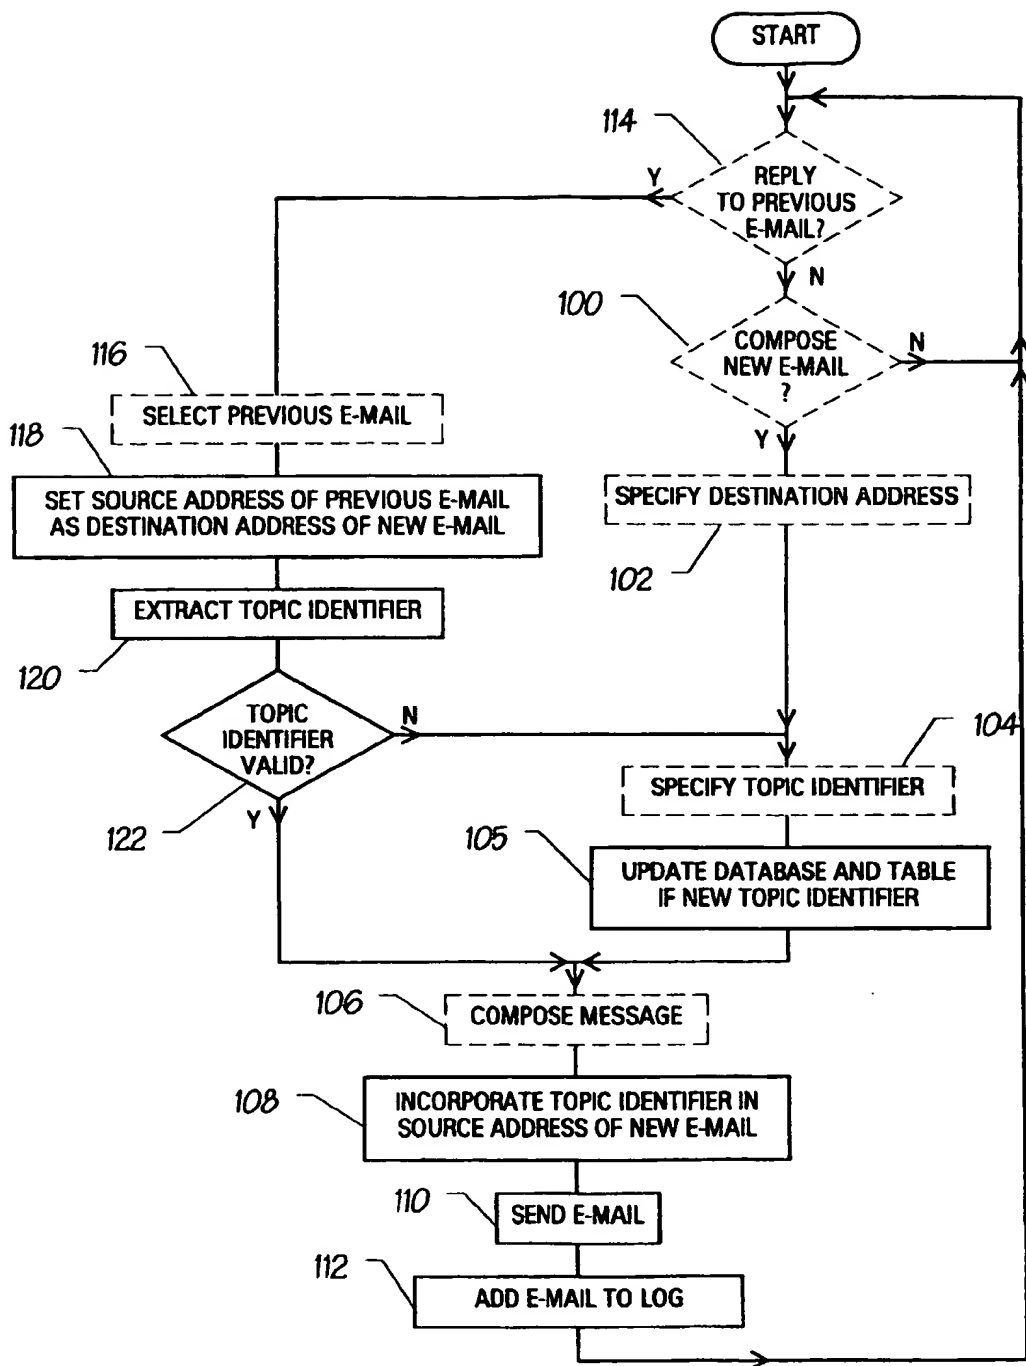 START
114
REPLY
TO PREVIOUS
E-MAIL?
Y
N
100
COMPOSE
NEW E-MAIL
?
N
Y
116
SELECT PREVIOUS E-MAIL
118
SET SOURCE ADDRESS OF PREVIOUS E-MAIL
AS DESTINATION ADDRESS OF NEW E-MAIL
SPECIFY DESTINATION ADDRESS
102
EXTRACT TOPIC IDENTIFIER
120
TOPIC
IDENTIFIER
VALID?
N
Y
122
104
SPECIFY TOPIC IDENTIFIER
105
UPDATE DATABASE AND TABLE
IF NEW TOPIC IDENTIFIER
106
COMPOSE MESSAGE
108
INCORPORATE TOPIC IDENTIFIER IN
SOURCE ADDRESS OF NEW E-MAIL
110
SEND E-MAIL
112
ADD E-MAIL TO LOG